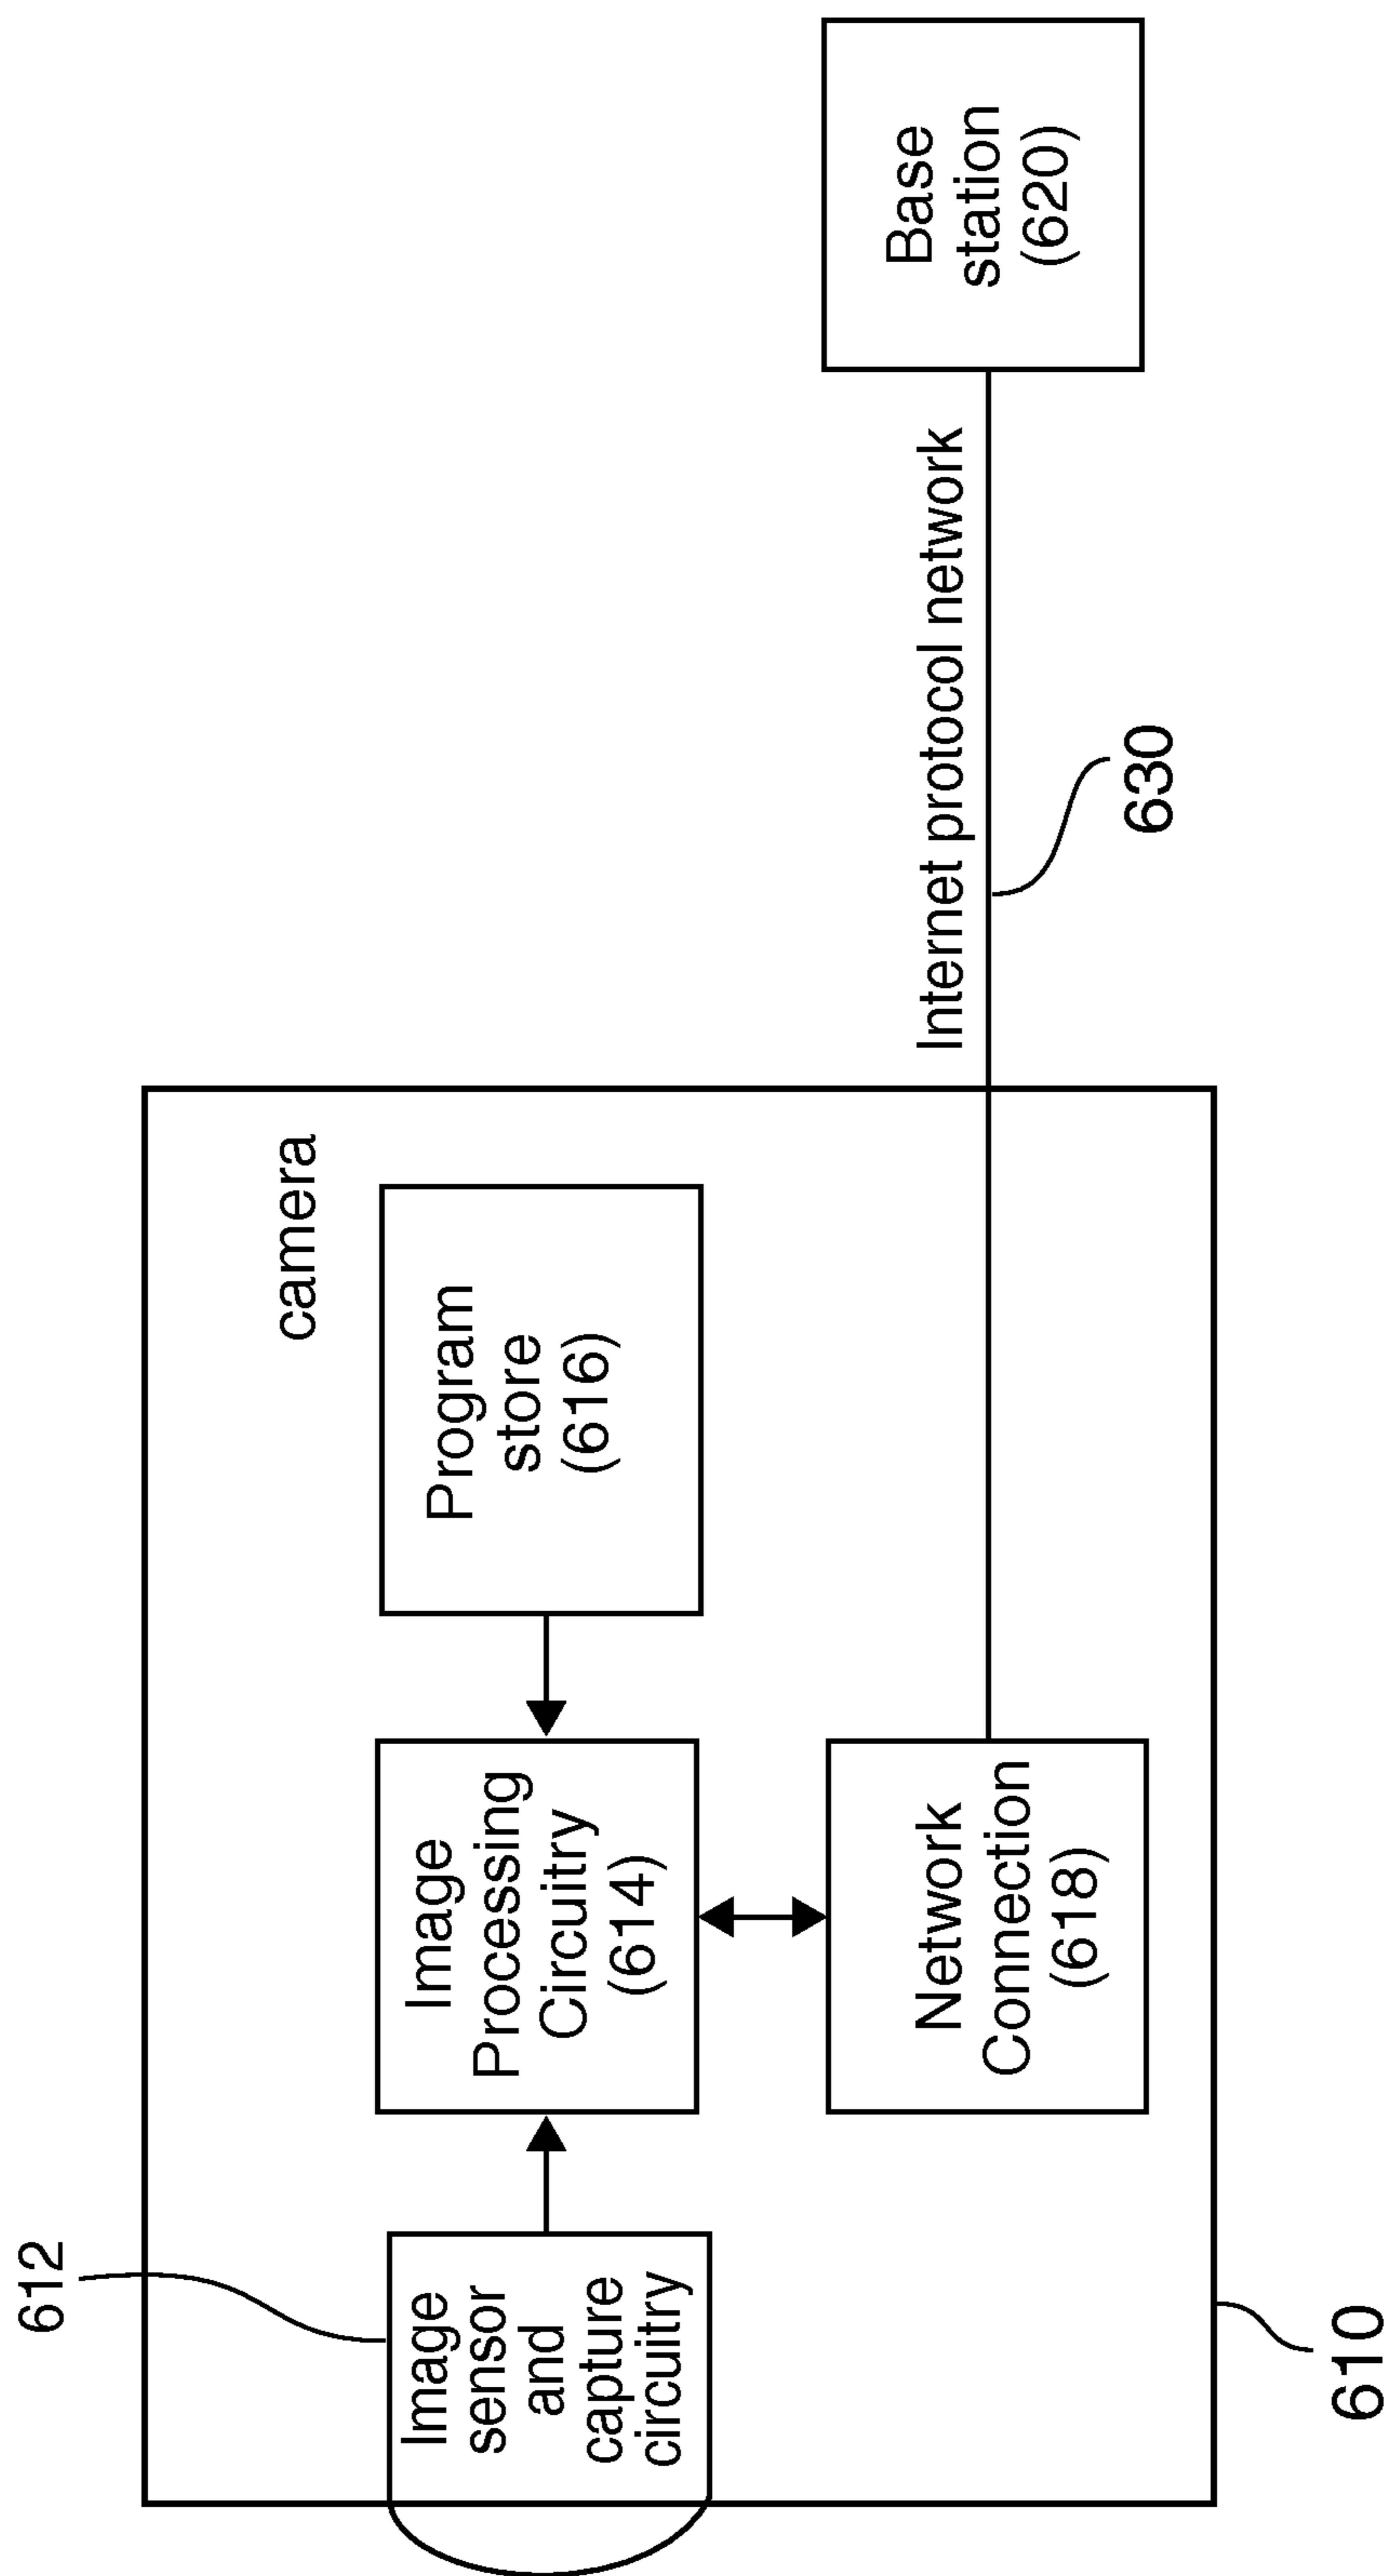 612
camera
Image
sensor
and
capture
circuitry
Image
Processing
Circuitry
(614)
Program
store
(616)
Network
Connection
(618)
Internet protocol network
Base
station
(620)
630
610